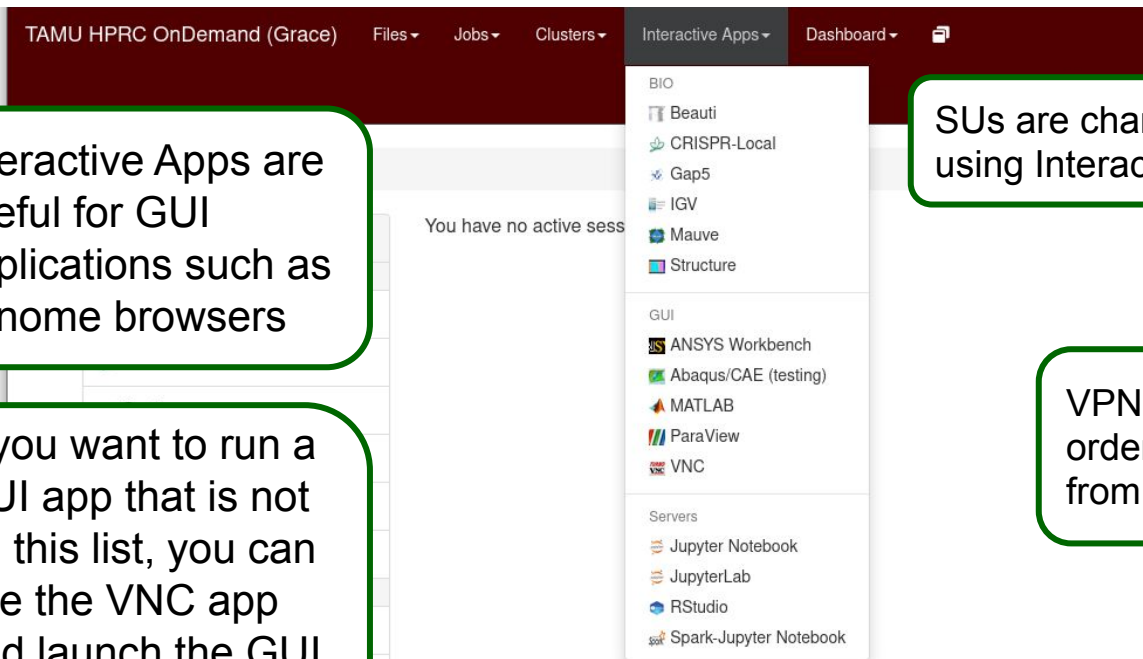 TAMU HPRC OnDemand (Grace) Files Jobs Clusters Interactive Apps Dashboard
BIO
Beauti
CRISPR-Local
Gap5
IGV
Mauve
Structure
GUI
ANSYS Workbench
Abaqus/CAE (testing)
MATLAB
ParaView
VNC
Servers
Jupyter Notebook
JupyterLab
RStudio
Spark-Jupyter Notebook
You have no active sess
eractive Apps are
eful for GUI
plications such as
nome browsers
you want to run a
UI app that is not
this list, you can
e the VNC app
d launch the GUI
SUs are char
using Interac
VPN
order
from